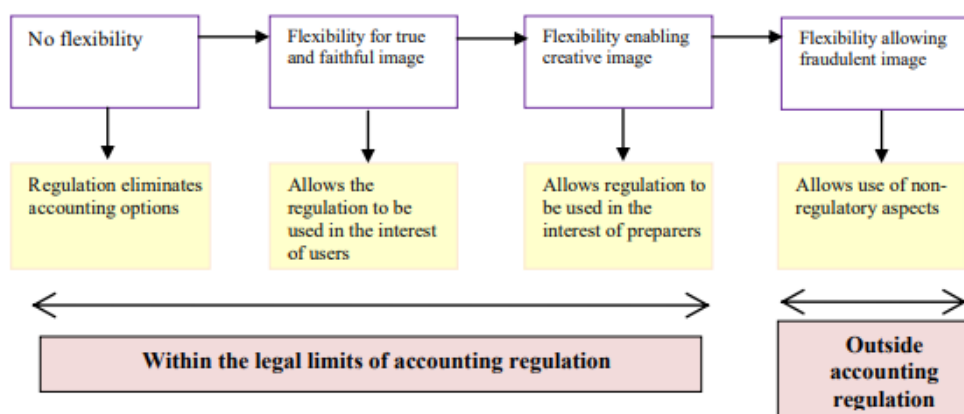 No flexibility
Flexibility for true
and faithful image
Flexibility enabling
creative image
Flexibility allowing
fraudulent image
Regulation eliminates
accounting options
Allows the
regulation to be
used in the interest
of users
Allows regulation to
be used in the
interest of preparers
Allows use of non-
regulatory aspects
Within the legal limits of accounting regulation
Outside
accounting
regulation